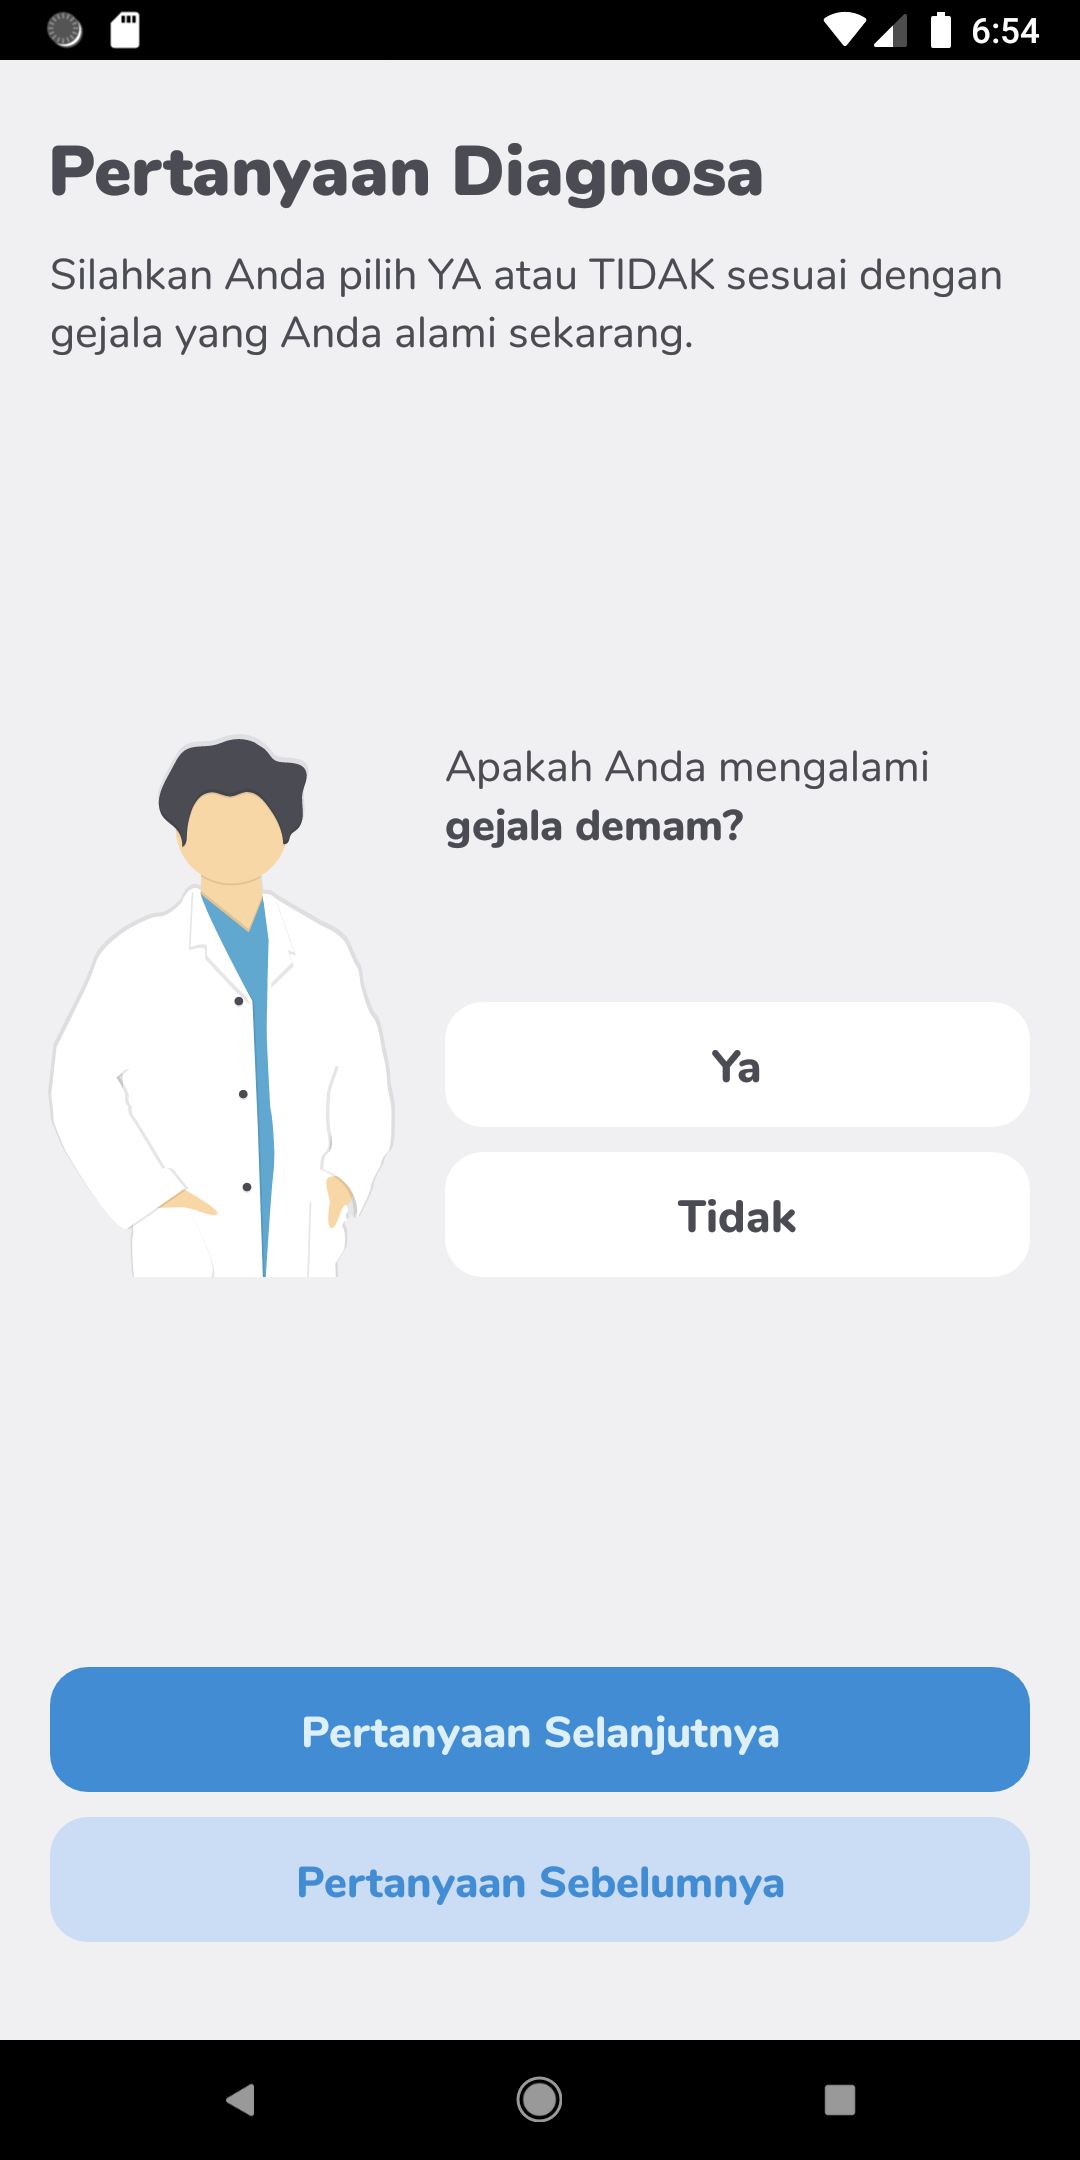 6:54
Pertanyaan Diagnosa
Silahkan Anda pilih YA atau TIDAK sesuai dengan
gejala yang Anda alami sekarang.
Apakah Anda mengalami
gejala demam?
Ya
Tidak
Pertanyaan Selanjutnya
Pertanyaan Sebelumnya